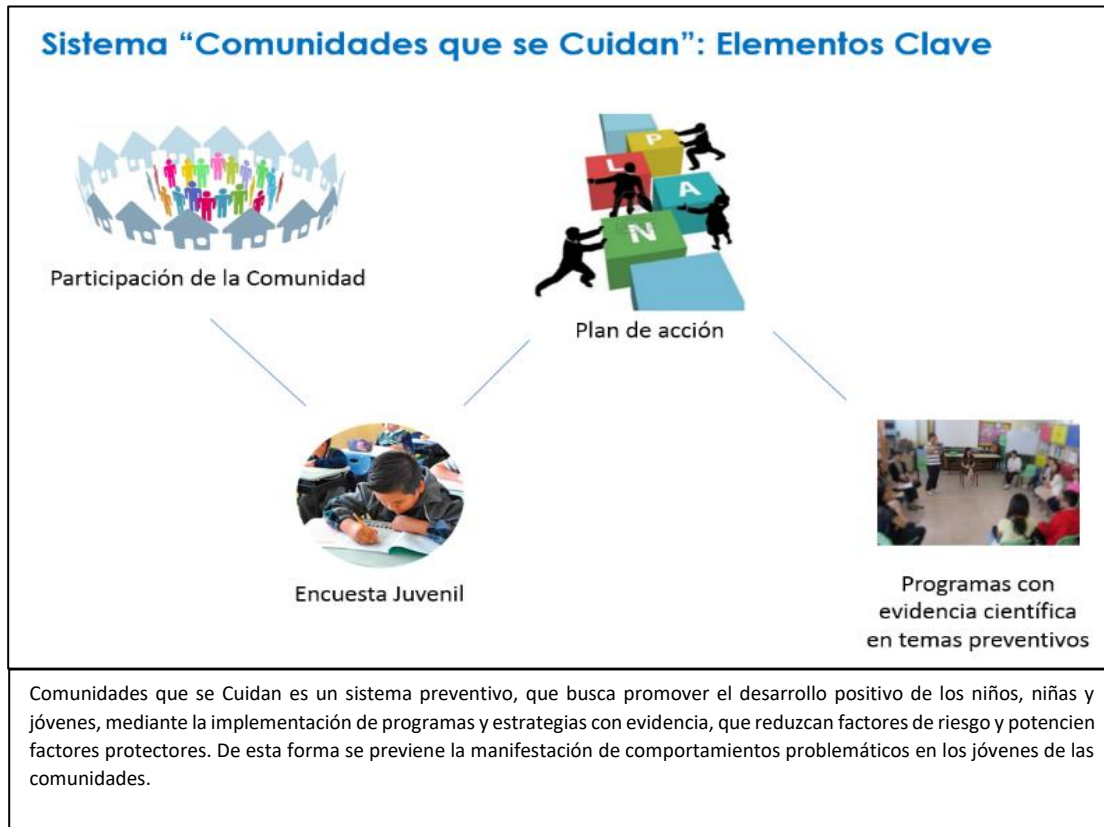 Sistema “Comunidades que se Cuidan”: Elementos Clave
P
L
A
N
Participación de la Comunidad
Plan de acción
Encuesta Juvenil
Programas con
evidencia científica
en temas preventivos
Comunidades que se Cuidan es un sistema preventivo, que busca promover el desarrollo positivo de los niños, niñas y
jóvenes, mediante la implementación de programas y estrategias con evidencia, que reduzcan factores de riesgo y potencien
factores protectores. De esta forma se previene la manifestación de comportamientos problemáticos en los jóvenes de las
comunidades.